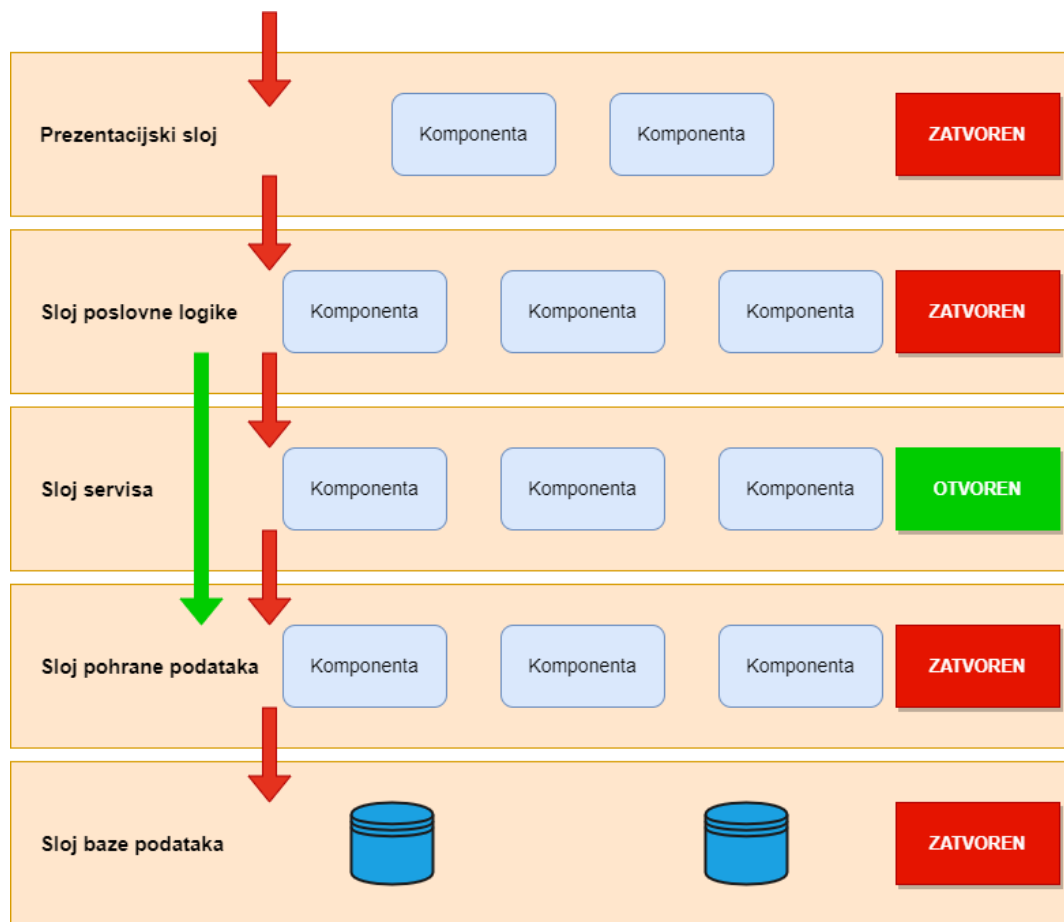 Prezentacijski sloj
Komponenta
Komponenta
ZATVOREN
Sloj poslovne logike
Komponenta
Komponenta
Komponenta
ZATVOREN
Sloj servisa
Komponenta
Komponenta
Komponenta
OTVOREN
Sloj pohrane podataka
Komponenta
Komponenta
Komponenta
ZATVOREN
Sloj baze podataka
ZATVOREN